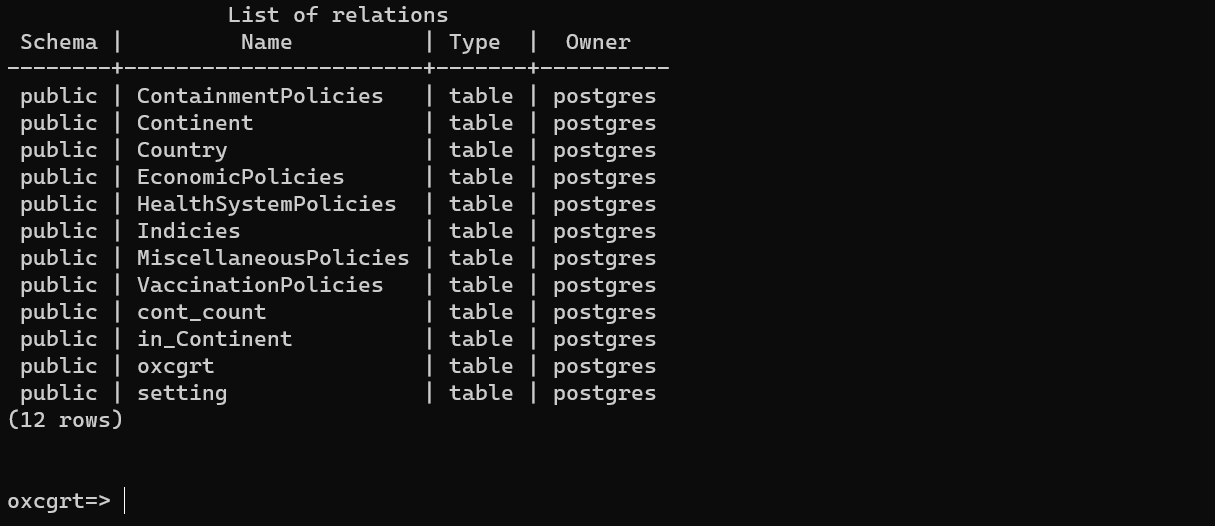 List of relations
 Schema |         Name          | Type  |  Owner
--------+-----------------------+-------+----------
 public | ContainmentPolicies   | table | postgres
 public | Continent             | table | postgres
 public | Country               | table | postgres
 public | EconomicPolicies      | table | postgres
 public | HealthSystemPolicies  | table | postgres
 public | Indicies              | table | postgres
 public | MiscellaneousPolicies | table | postgres
 public | VaccinationPolicies   | table | postgres
 public | cont_count            | table | postgres
 public | in_Continent          | table | postgres
 public | oxcgrt                | table | postgres
 public | setting               | table | postgres
(12 rows)
oxcgrt=>